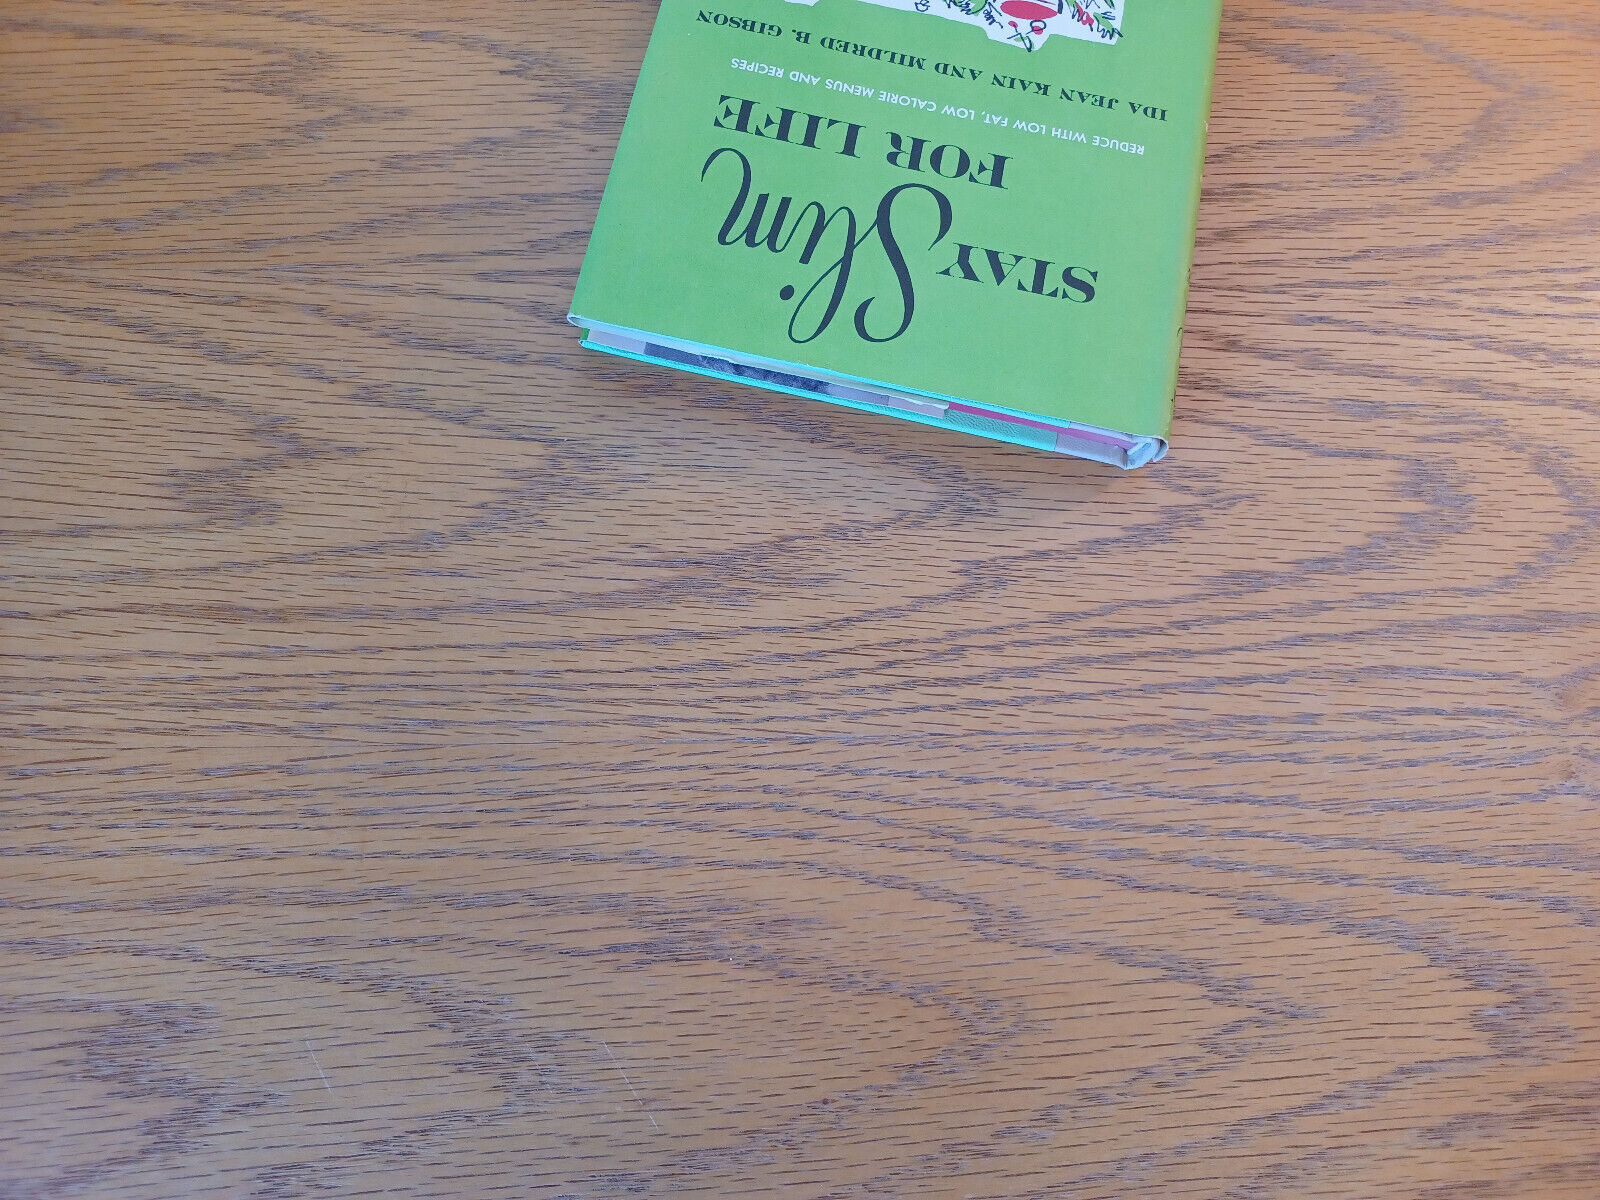 STAY Slim
FOR LIFE
REDUCE WITH LOW FAT, LOW CALORIE MENUS AND RECIPES
IDA JEAN KAIN AND MILDRED B. GIBSON